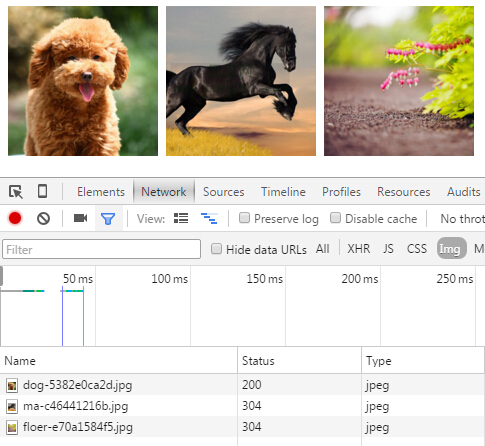 Elements Network Sources Timeline Profiles Resources Audits
View: Preserve log Disable cache No throt
Filter Hide data URLs All XHR JS CSS Img M
50 ms 100 ms 150 ms 200 ms 250 ms
Name Status Type
dog-5382e0ca2d.jpg 200 jpeg
ma-c46441216b.jpg 304 jpeg
floer-e70a1584f5.jpg 304 jpeg